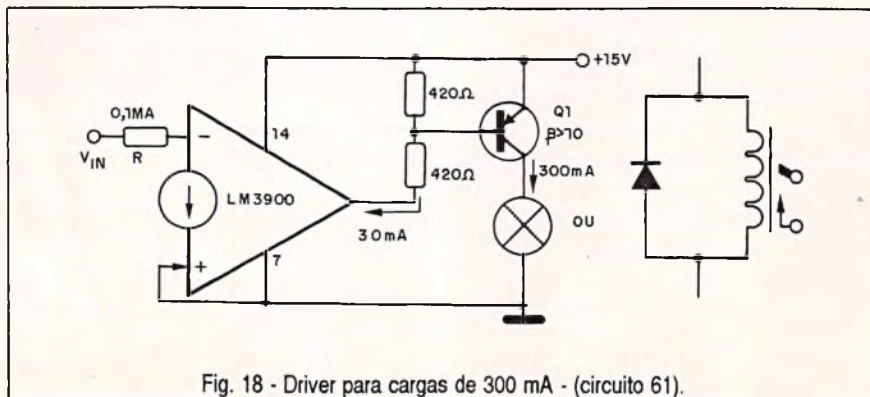 +15V
420Ω
Q1
β>10
0,1MA
14
VIN
R
-
420Ω
300mA
LM3900
30mA
OU
+
7
Fig. 18 - Driver para cargas de 300 mA - (circuito 61).